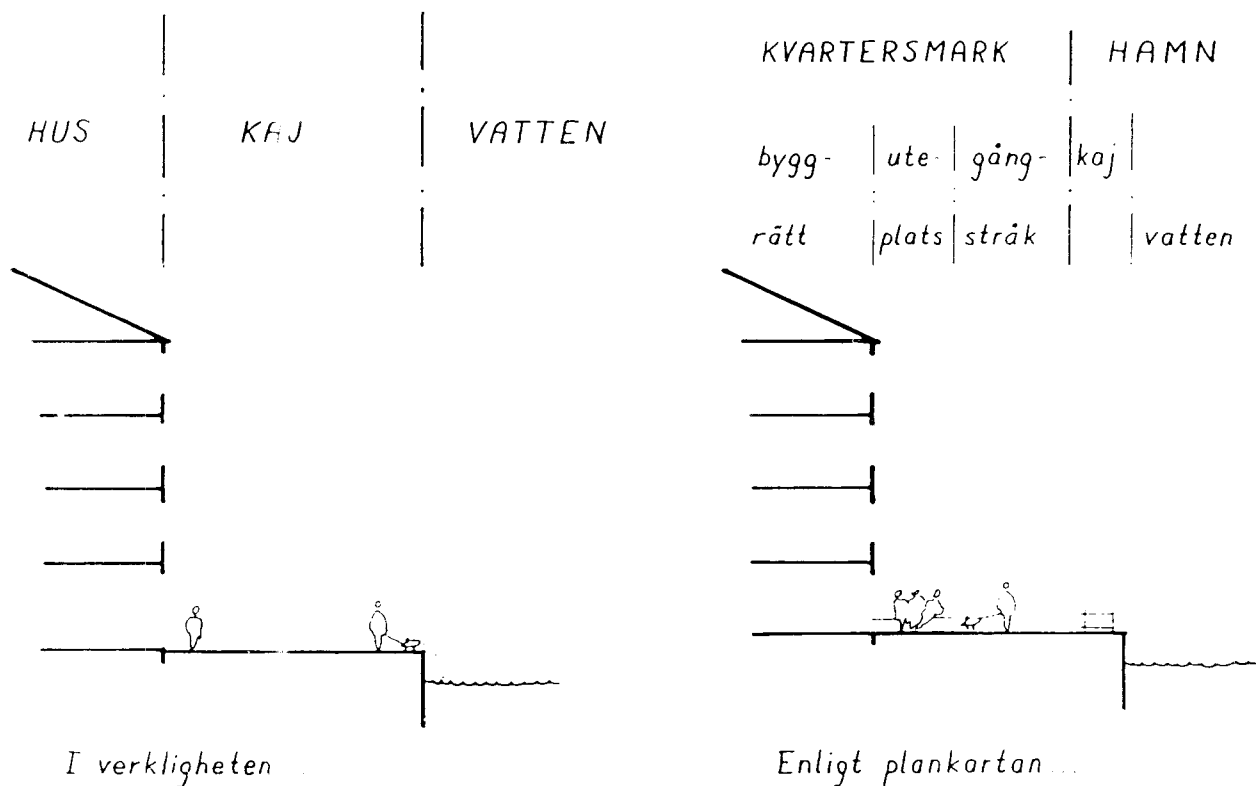 HUS KAJ VATTEN
I verkligheten
KVARTERSMARK HAMN
bygg- ute- gång- kaj
rätt plats stråk vatten
Enligt plankartan...